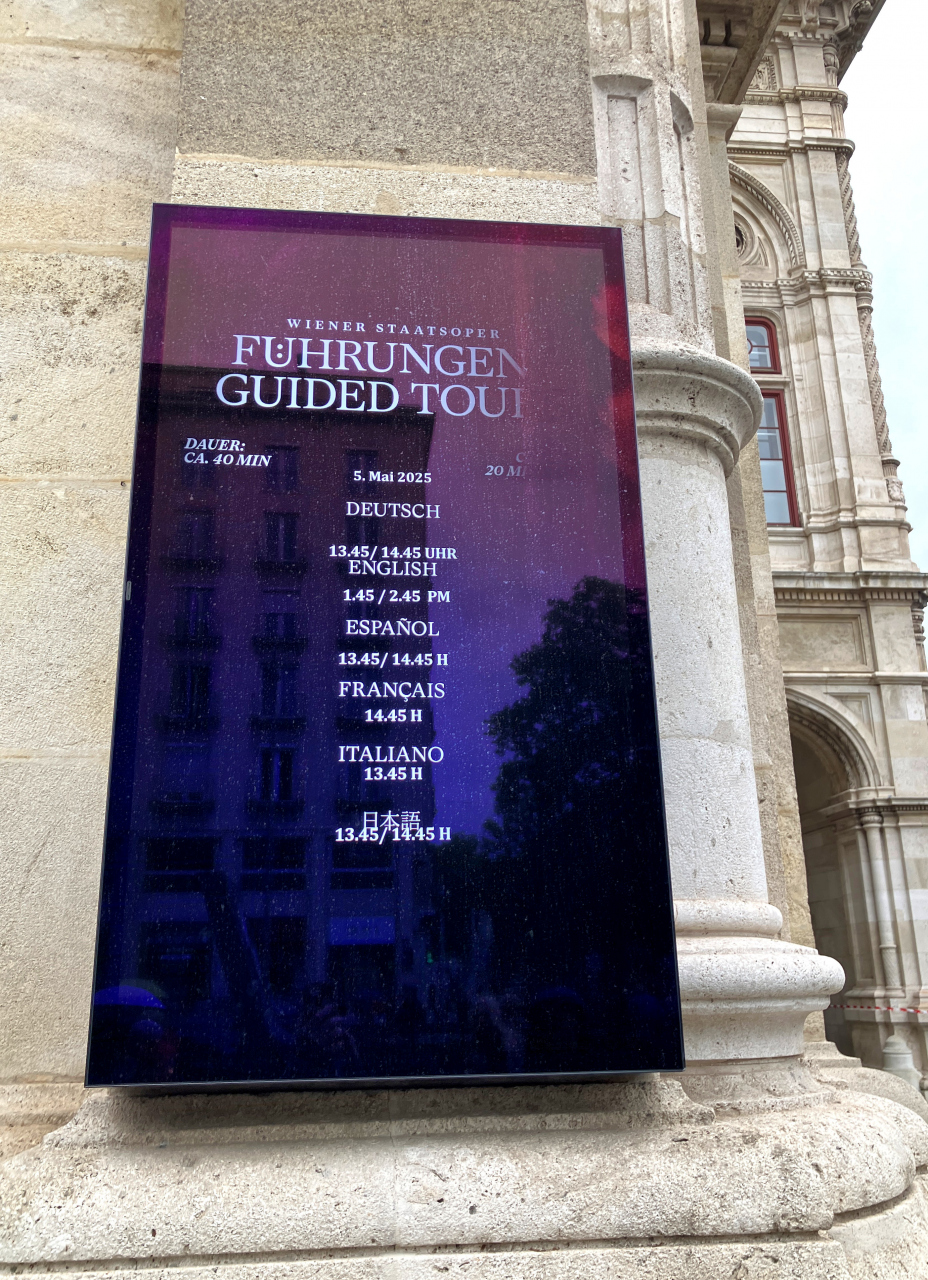 WIENER STAATSOPER
FÜHRUNGEN
GUIDED TOUR
DAUER:
CA. 40 MIN
20 MI
5. Mai 2025
DEUTSCH
13.45/ 14.45 UHR
ENGLISH
1.45 / 2.45 PM
ESPAÑOL
13.45/ 14.45 H
FRANÇAIS
14.45 H
ITALIANO
13.45 H
日本語
13.45/ 14.45 H